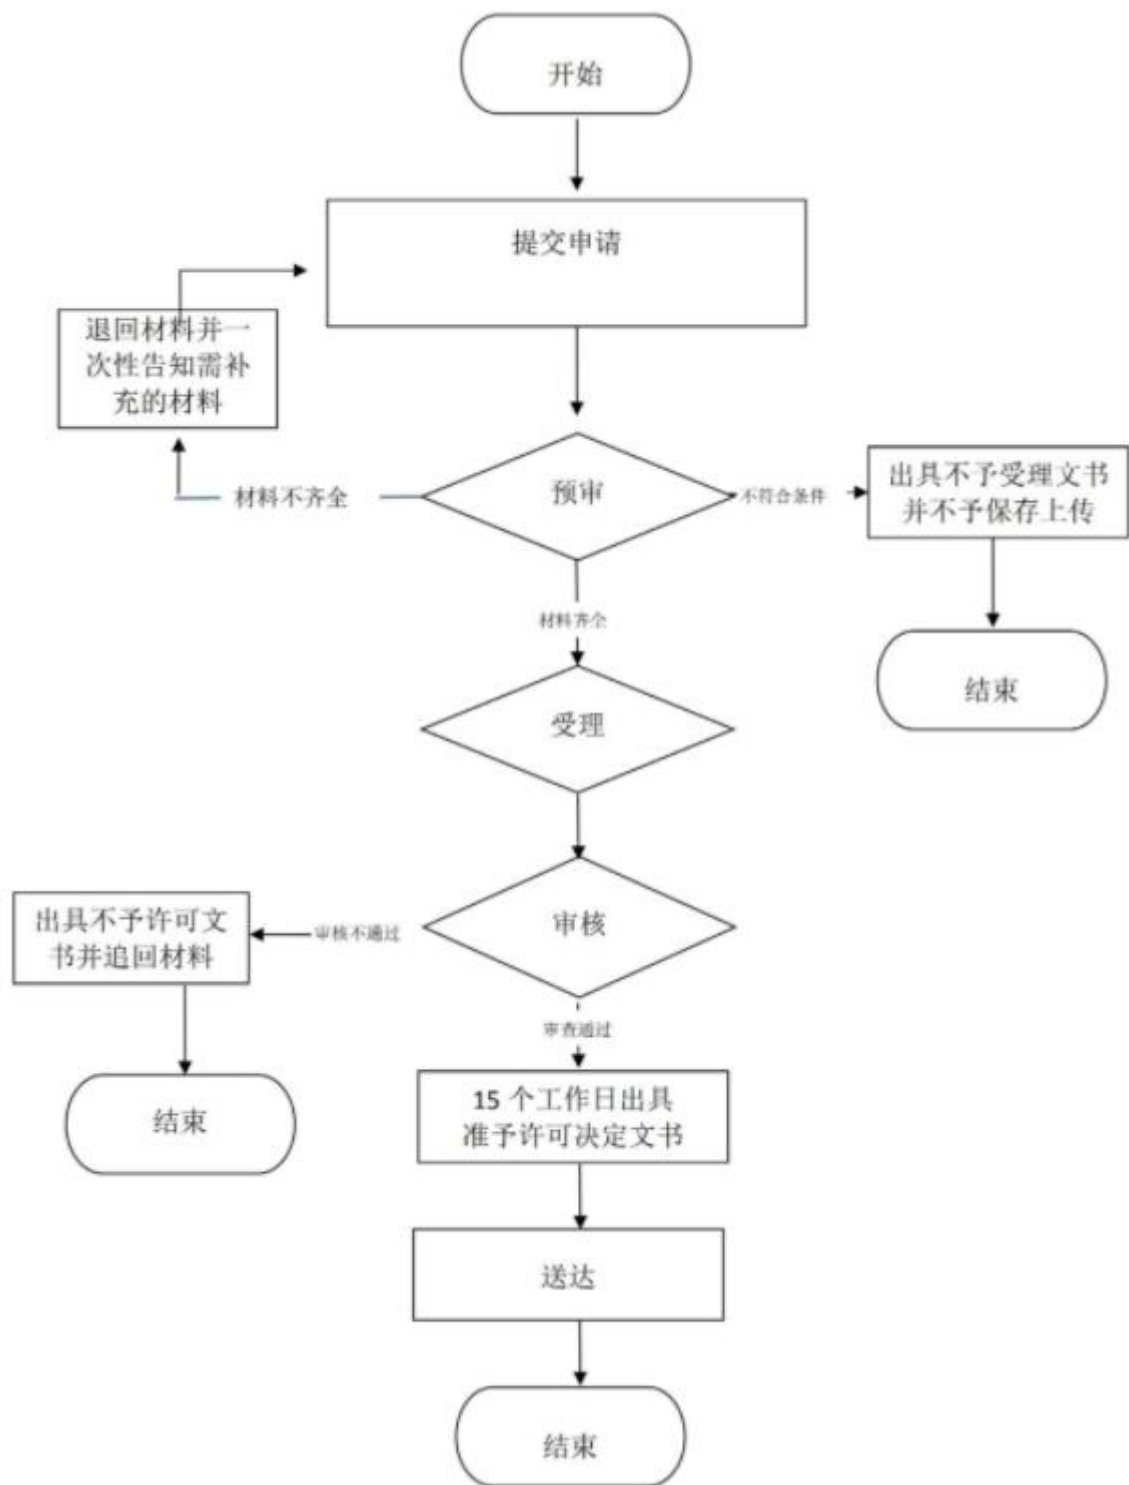 开始
提交申请
退回材料并一
次性告知需补
充的材料
材料不齐全
预审
不符合条件
出具不予受理文书
并不予保存上传
材料齐全
结束
受理
出具不予许可文
书并追回材料
审核不通过
审核
审查通过
15 个工作日出具
准予许可决定文书
结束
送达
结束